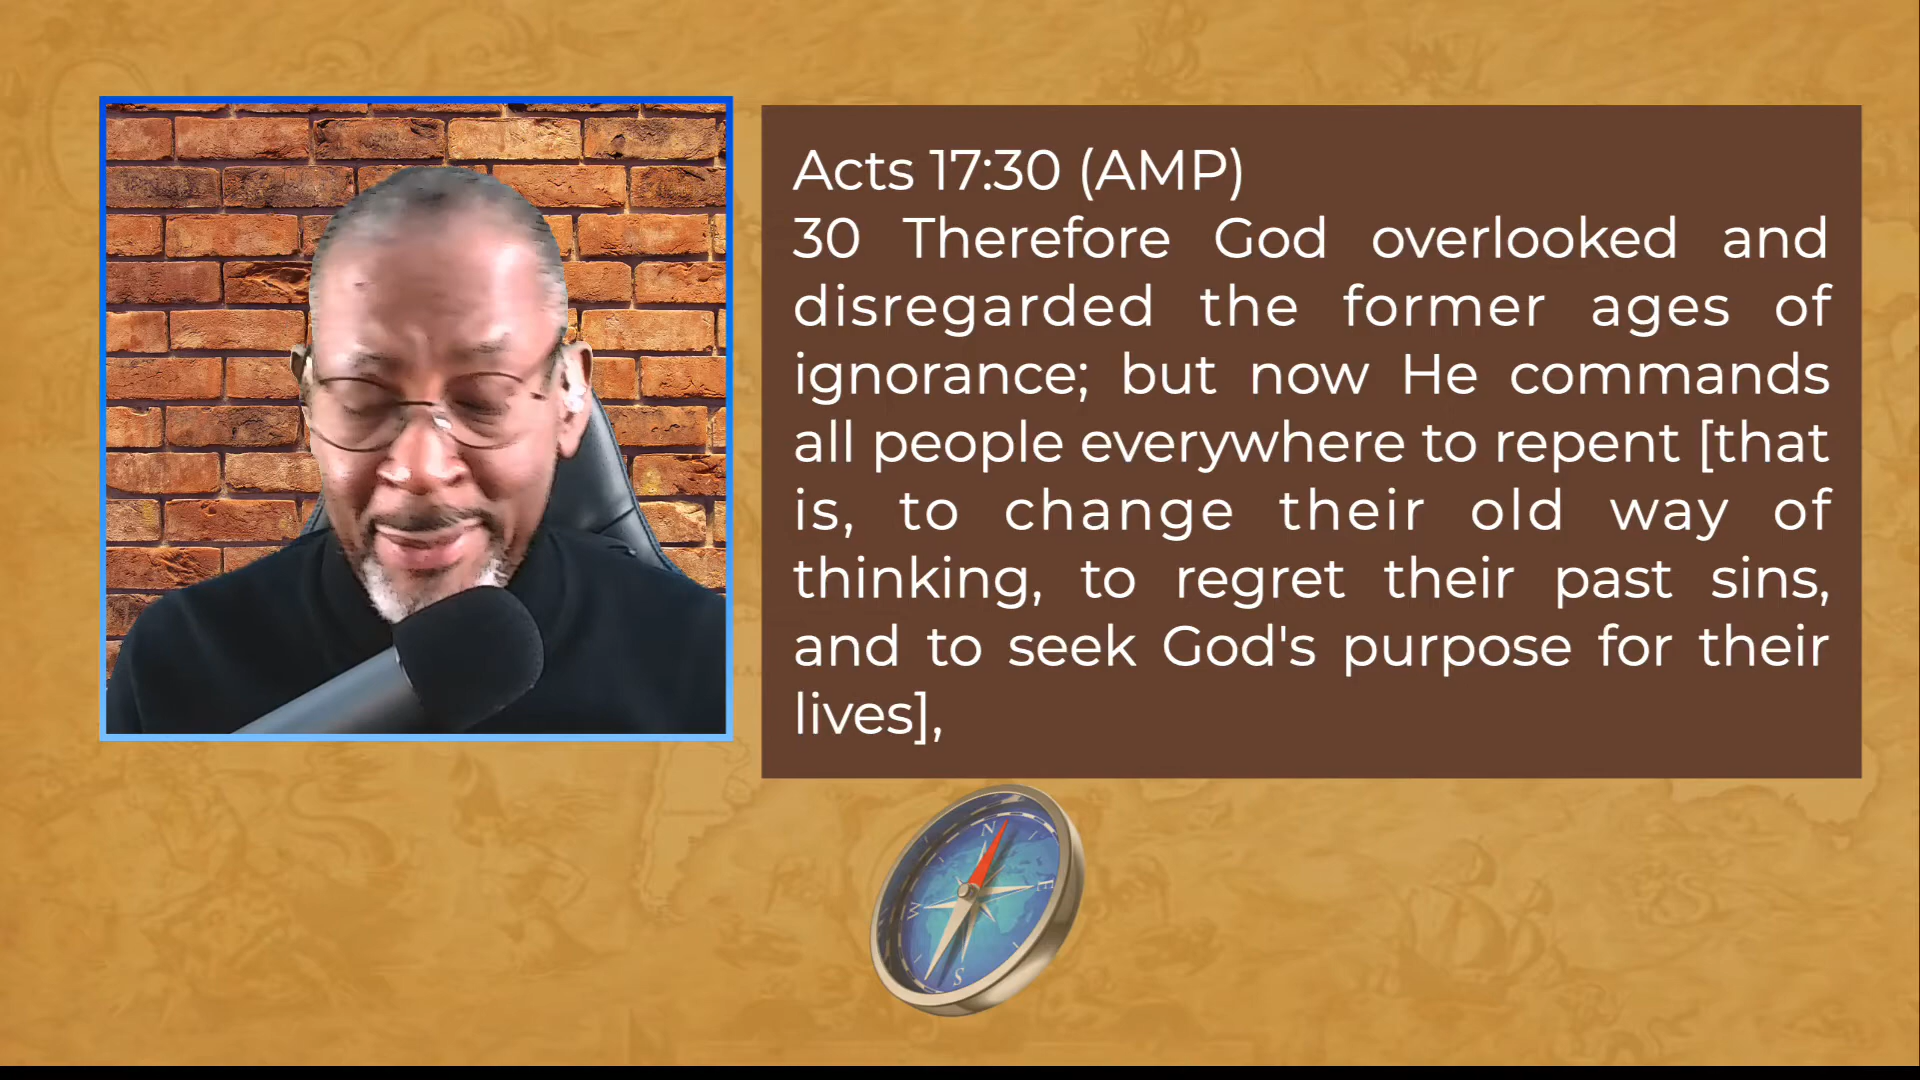 Acts 17:30 (AMP)
30 Therefore God overlooked and
disregarded the former ages of
ignorance; but now He commands
all people everywhere to repent [that
is, to change their old way of
thinking, to regret their past sins,
and to seek God's purpose for their
lives],
N
E
W
S